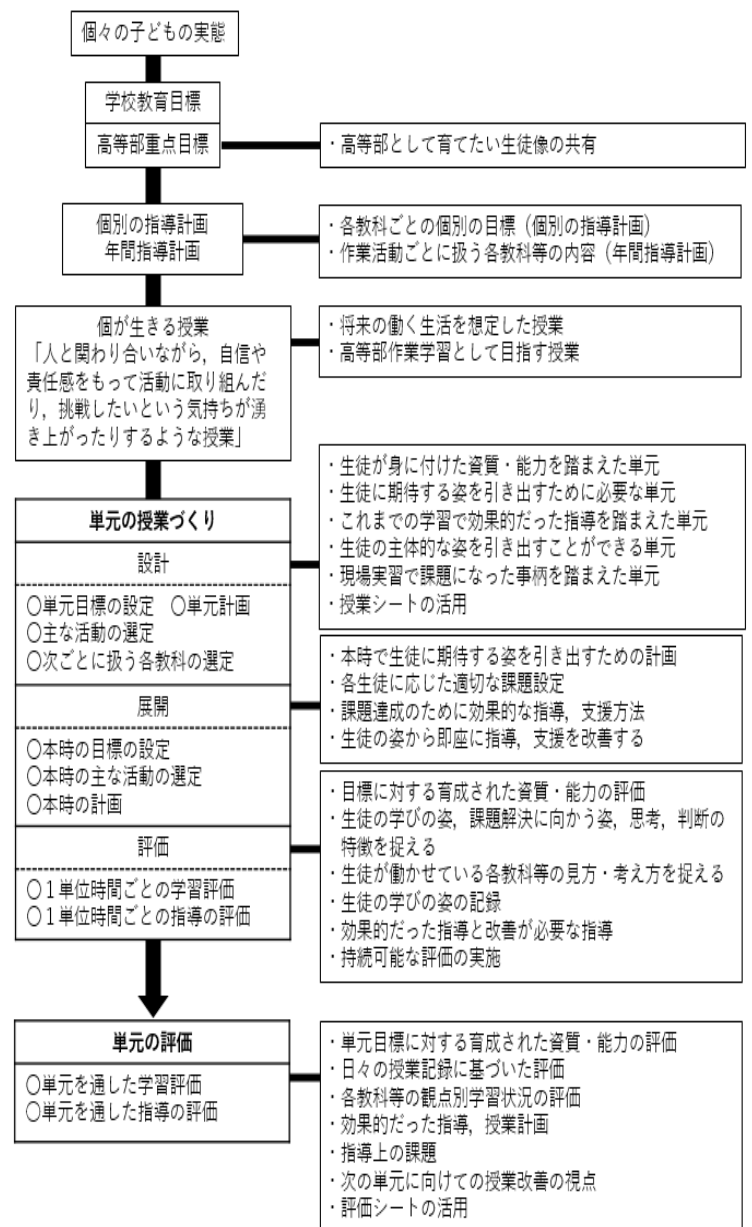 個々の子どもの実態
学校教育目標
高等部重点目標
・高等部として育てたい生徒像の共有
個別の指導計画
年間指導計画
・各教科ごとの個別の目標（個別の指導計画）
・作業活動ごとに扱う各教科等の内容（年間指導計画）
個が生きる授業
「人と関わり合いながら，自信や
責任感をもって活動に取り組んだ
り，挑戦したいという気持ちが湧
き上がったりするような授業」
・将来の働く生活を想定した授業
・高等部作業学習として目指す授業
単元の授業づくり
設計
○単元目標の設定　○単元計画
○主な活動の選定
○次ごとに扱う各教科の選定
・生徒が身に付けた資質・能力を踏まえた単元
・生徒に期待する姿を引き出すために必要な単元
・これまでの学習で効果的だった指導を踏まえた単元
・生徒の主体的な姿を引き出すことができる単元
・現場実習で課題になった事柄を踏まえた単元
・授業シートの活用
展開
○本時の目標の設定
○本時の主な活動の選定
○本時の計画
・本時で生徒に期待する姿を引き出すための計画
・各生徒に応じた適切な課題設定
・課題達成のために効果的な指導，支援方法
・生徒の姿から即座に指導，支援を改善する
評価
○１単位時間ごとの学習評価
○１単位時間ごとの指導の評価
・目標に対する育成された資質・能力の評価
・生徒の学びの姿，課題解決に向かう姿，思考，判断の
特徴を捉える
・生徒が働かせている各教科等の見方・考え方を捉える
・生徒の学びの姿の記録
・効果的だった指導と改善が必要な指導
・持続可能な評価の実施
単元の評価
○単元を通した学習評価
○単元を通した指導の評価
・単元目標に対する育成された資質・能力の評価
・日々の授業記録に基づいた評価
・各教科等の観点別学習状況の評価
・効果的だった指導，授業計画
・指導上の課題
・次の単元に向けての授業改善の視点
・評価シートの活用